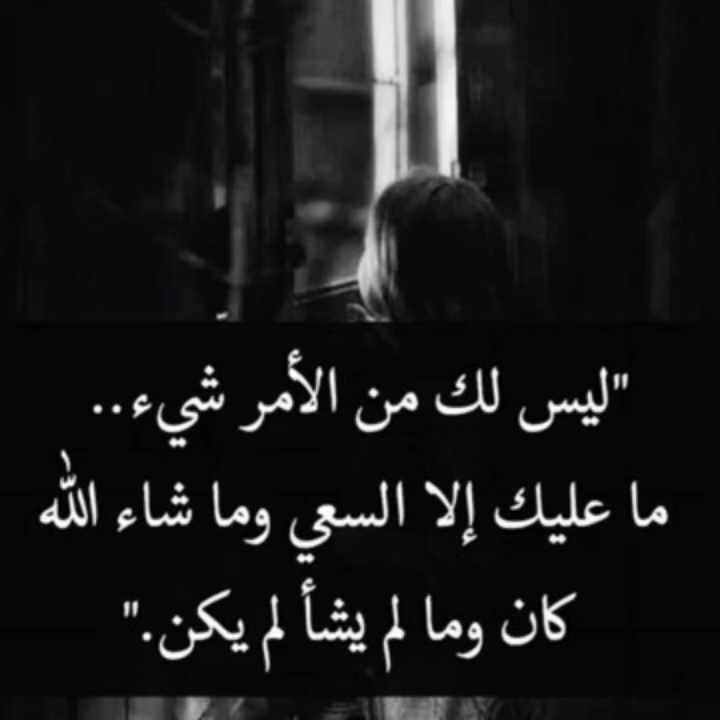 "ليس لك من الأمر شيء..
ما عليك إلا السعي وما شاء الله
كان وما لم يشأ لم يكن."